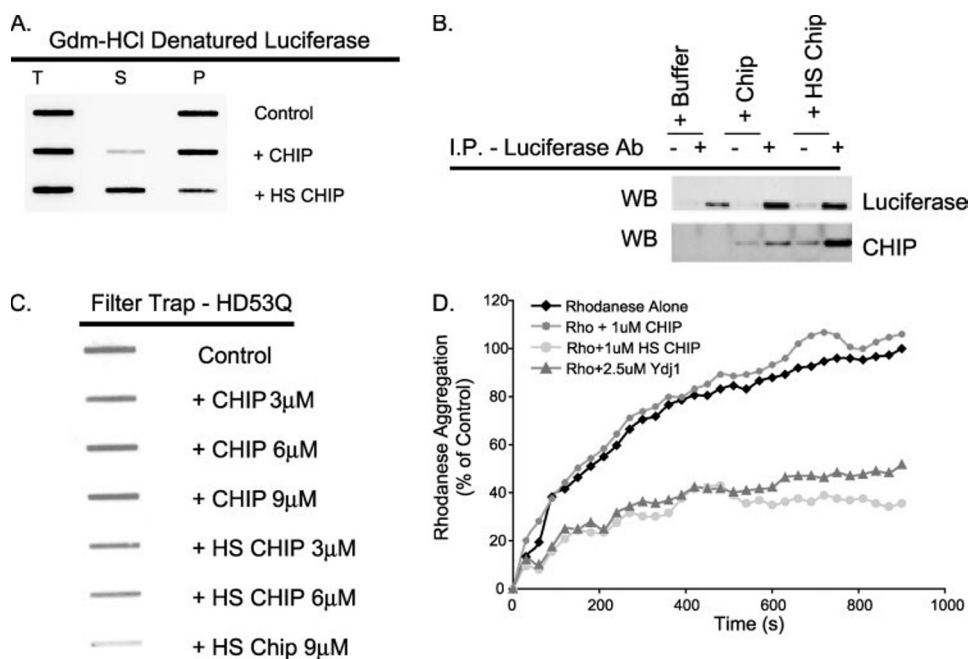 A.
Gdm-HCl Denatured Luciferase
T S P
Control
+ CHIP
+ HS CHIP
B.
+ Buffer
+ Chip
+ HS Chip
I.P. - Luciferase Ab - + - + - +
WB Luciferase
WB CHIP
C.
Filter Trap - HD53Q
Control
+ CHIP 3μM
+ CHIP 6μM
+ CHIP 9μM
+ HS CHIP 3μM
+ HS CHIP 6μM
+ HS Chip 9μM
D.
Rhodanese Aggregation
(% of Control)
120
100
80
60
40
20
0
Rhodanese Alone
Rho + 1uM CHIP
Rho+1uM HS CHIP
Rho+2.5uM Ydj1
0 200 400 600 800 1000
Time (s)